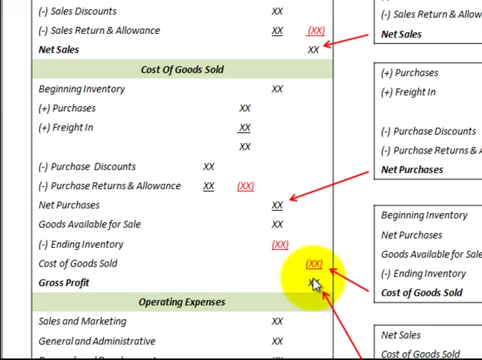 (-) Sales Discounts XX
(-) Sales Return & Allowance XX (XX)
Net Sales XX
Cost Of Goods Sold
Beginning Inventory XX
(+) Purchases XX
(+) Freight In XX
XX
(-) Purchase Discounts XX
(-) Purchase Returns & Allowance XX (XX)
Net Purchases XX
Goods Available for Sale XX
(-) Ending Inventory (XX)
Cost of Goods Sold (XX)
Gross Profit
Operating Expenses
Sales and Marketing XX
General and Administrative XX
(-) Sales Return & Allow
Net Sales
(+) Purchases
(+) Freight In
(-) Purchase Discounts
(-) Purchase Returns & A
Net Purchases
Beginning Inventory
Net Purchases
Goods Available for Sale
(-) Ending Inventory
Cost of Goods Sold
Net Sales
Cost of Goods Sold